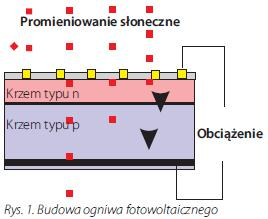 Promieniowanie słoneczne
Krzem typu n
Krzem typu p
Obciążenie
Rys. 1. Budowa ogniwa fotowoltaicznego